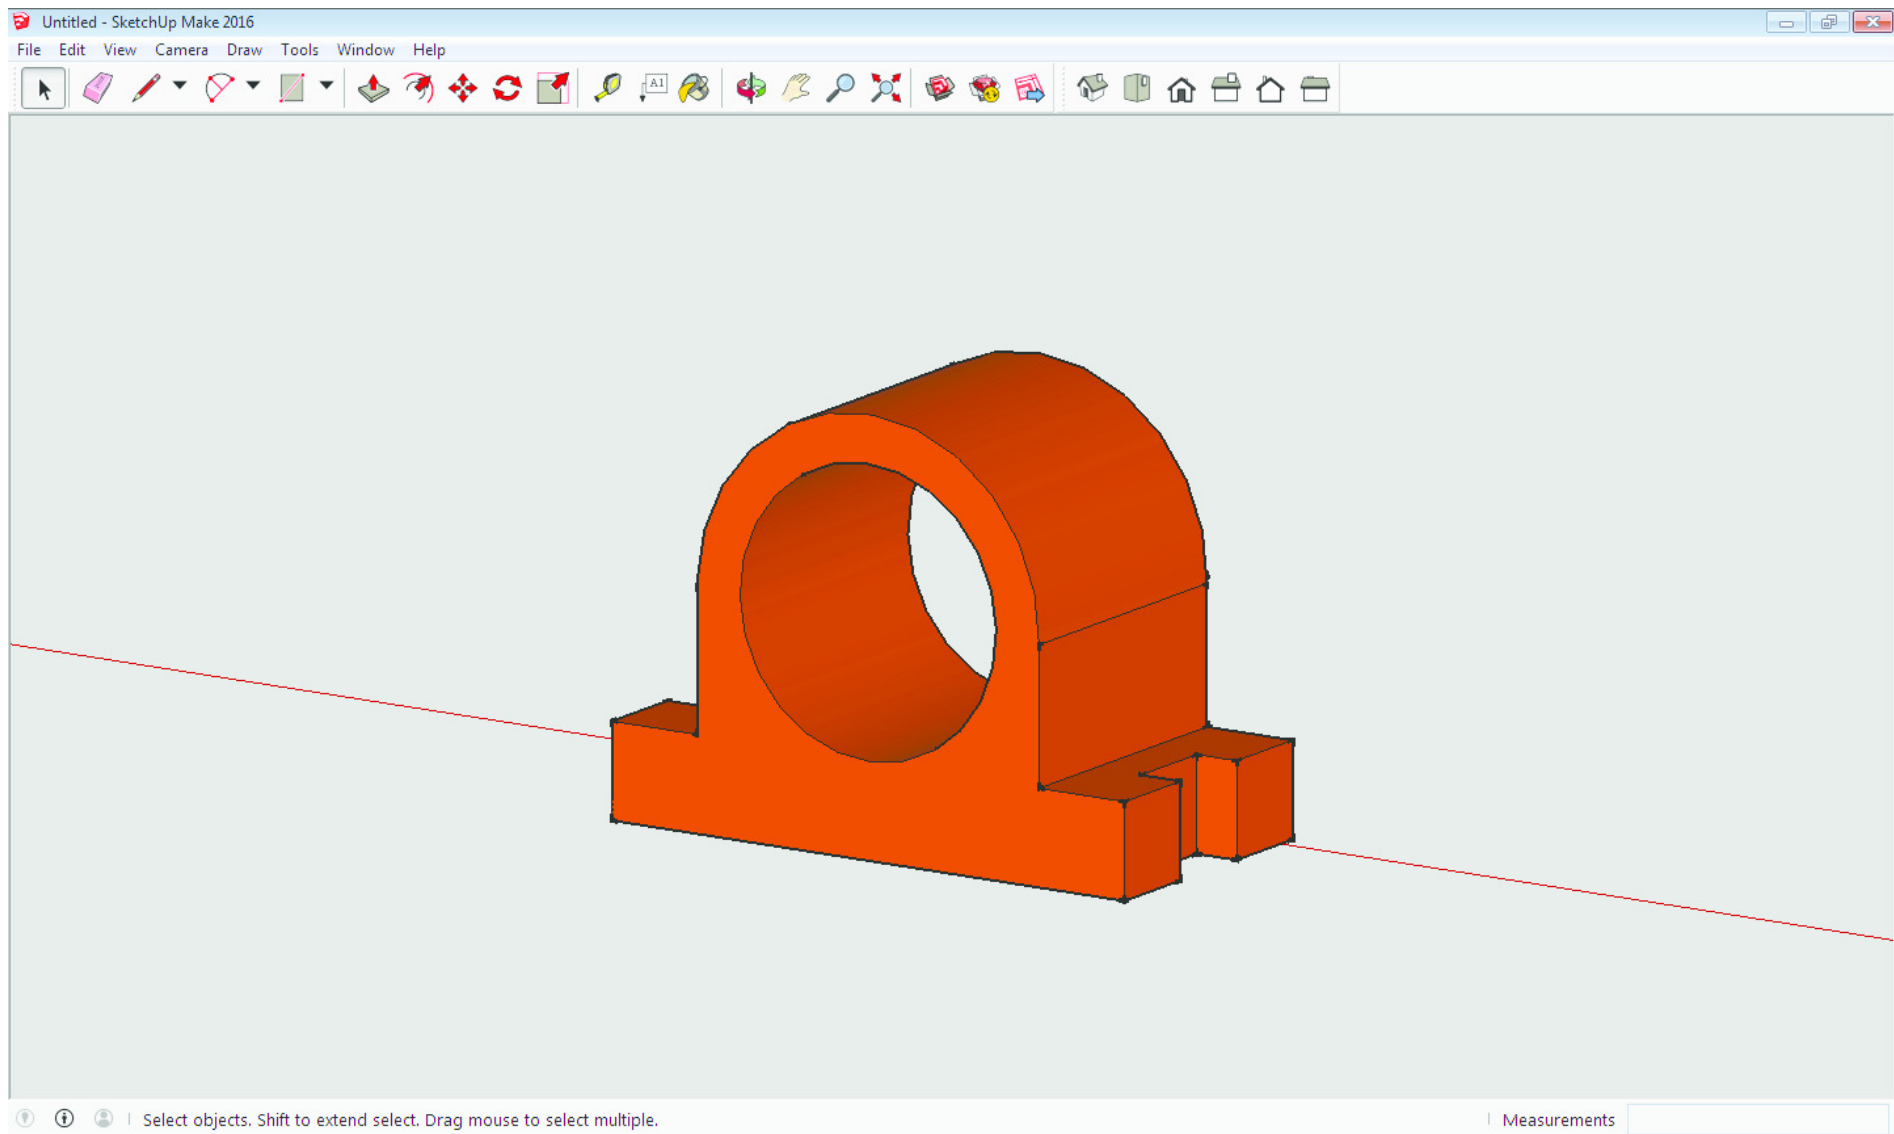 Untitled - SketchUp Make 2016
File Edit View Camera Draw Tools Window Help
A1
Select objects. Shift to extend select. Drag mouse to select multiple.
Measurements